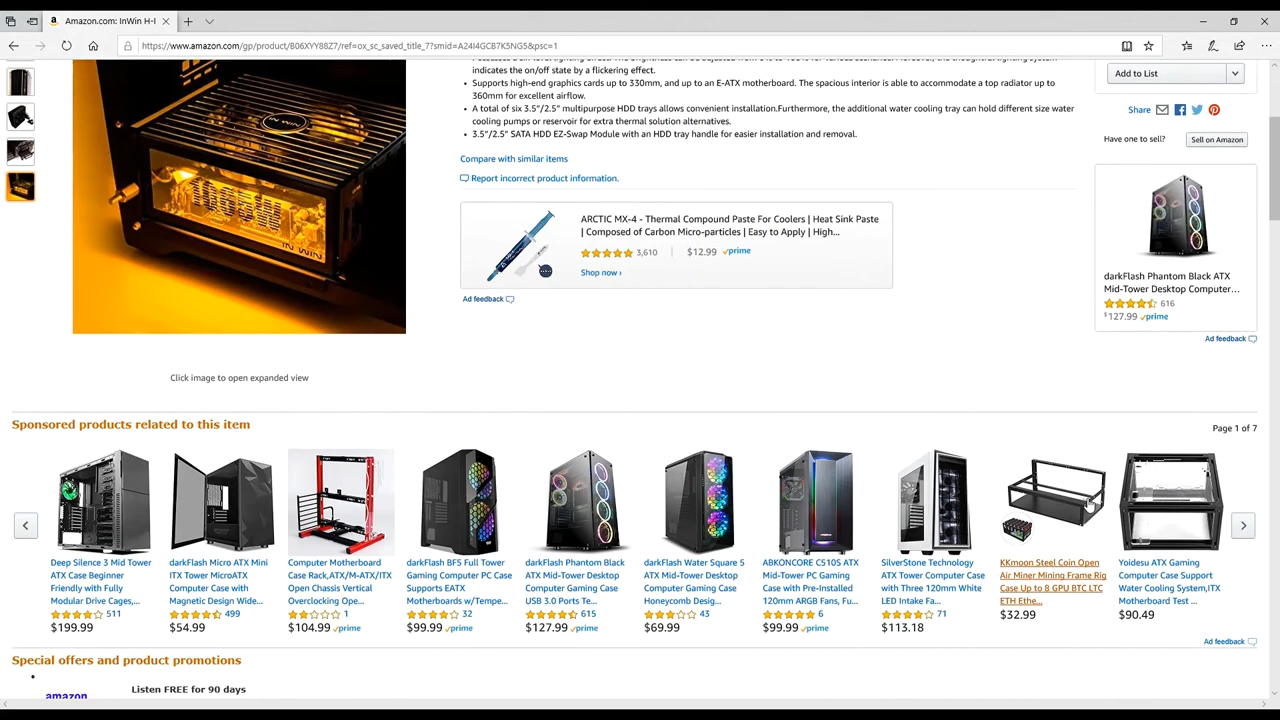 Amazon.com: InWin H-I
https://www.amazon.com/gp/product/B06XYY88Z7/ref=ox_sc_saved_title_7?smid=A24I4GCB7K5NG5&psc=1
indicates the on/off state by a flickering effect.
Supports high-end graphics cards up to 330mm, and up to an E-ATX motherboard. The spacious interior is able to accommodate a top radiator up to
360mm for excellent airflow.
A total of six 3.5"/2.5" multipurpose HDD trays allows convenient installation.Furthermore, the additional water cooling tray can hold different size
water cooling pumps or reservoir for extra thermal solution alternatives.
3.5"/2.5" SATA HDD EZ-Swap Module with an HDD tray handle for easier installation and removal.
Compare with similar items
Report incorrect product information.
ARCTIC MX-4 - Thermal Compound Paste For Coolers | Heat Sink Paste
| Composed of Carbon Micro-particles | Easy to Apply | High...
3,610 | $12.99 prime
Shop now ›
Ad feedback
Add to List
Share
Have one to sell? Sell on Amazon
darkFlash Phantom Black ATX
Mid-Tower Desktop Computer...
616
$127.99 prime
Ad feedback
IN WIN
1065W
IN WIN
Click image to open expanded view
Sponsored products related to this item
Page 1 of 7
Deep Silence 3 Mid Tower
ATX Case Beginner
Friendly with Fully
Modular Drive Cages,...
511
$199.99
darkFlash Micro ATX Mini
ITX Tower MicroATX
Computer Case with
Magnetic Design Wide...
499
$54.99
Computer Motherboard
Case Rack,ATX/M-ATX/ITX
Open Chassis Vertical
Overclocking Ope...
1
$104.99 prime
darkFlash BF5 Full Tower
Gaming Computer PC Case
Supports EATX
Motherboards w/Tempe...
32
$99.99 prime
darkFlash Phantom Black
ATX Mid-Tower Desktop
Computer Gaming Case
USB 3.0 Ports Te...
615
$127.99 prime
darkFlash Water Square 5
ATX Mid-Tower Desktop
Computer Gaming Case
Honeycomb Desig...
43
$69.99
ABKONCORE C510S ATX
Mid-Tower PC Gaming
Case with Pre-Installed
120mm ARGB Fans, Fu...
6
$99.99 prime
SilverStone Technology
ATX Tower Computer Case
with Three 120mm White
LED Intake Fa...
71
$113.18
KKmoon Steel Coin Open
Air Miner Mining Frame Rig
Case Up to 8 GPU BTC LTC
ETH Ethe...
$32.99
Yoidesu ATX Gaming
Computer Case Support
Water Cooling System,ITX
Motherboard Test ...
$90.49
Ad feedback
Special offers and product promotions
amazon
Listen FREE for 90 days